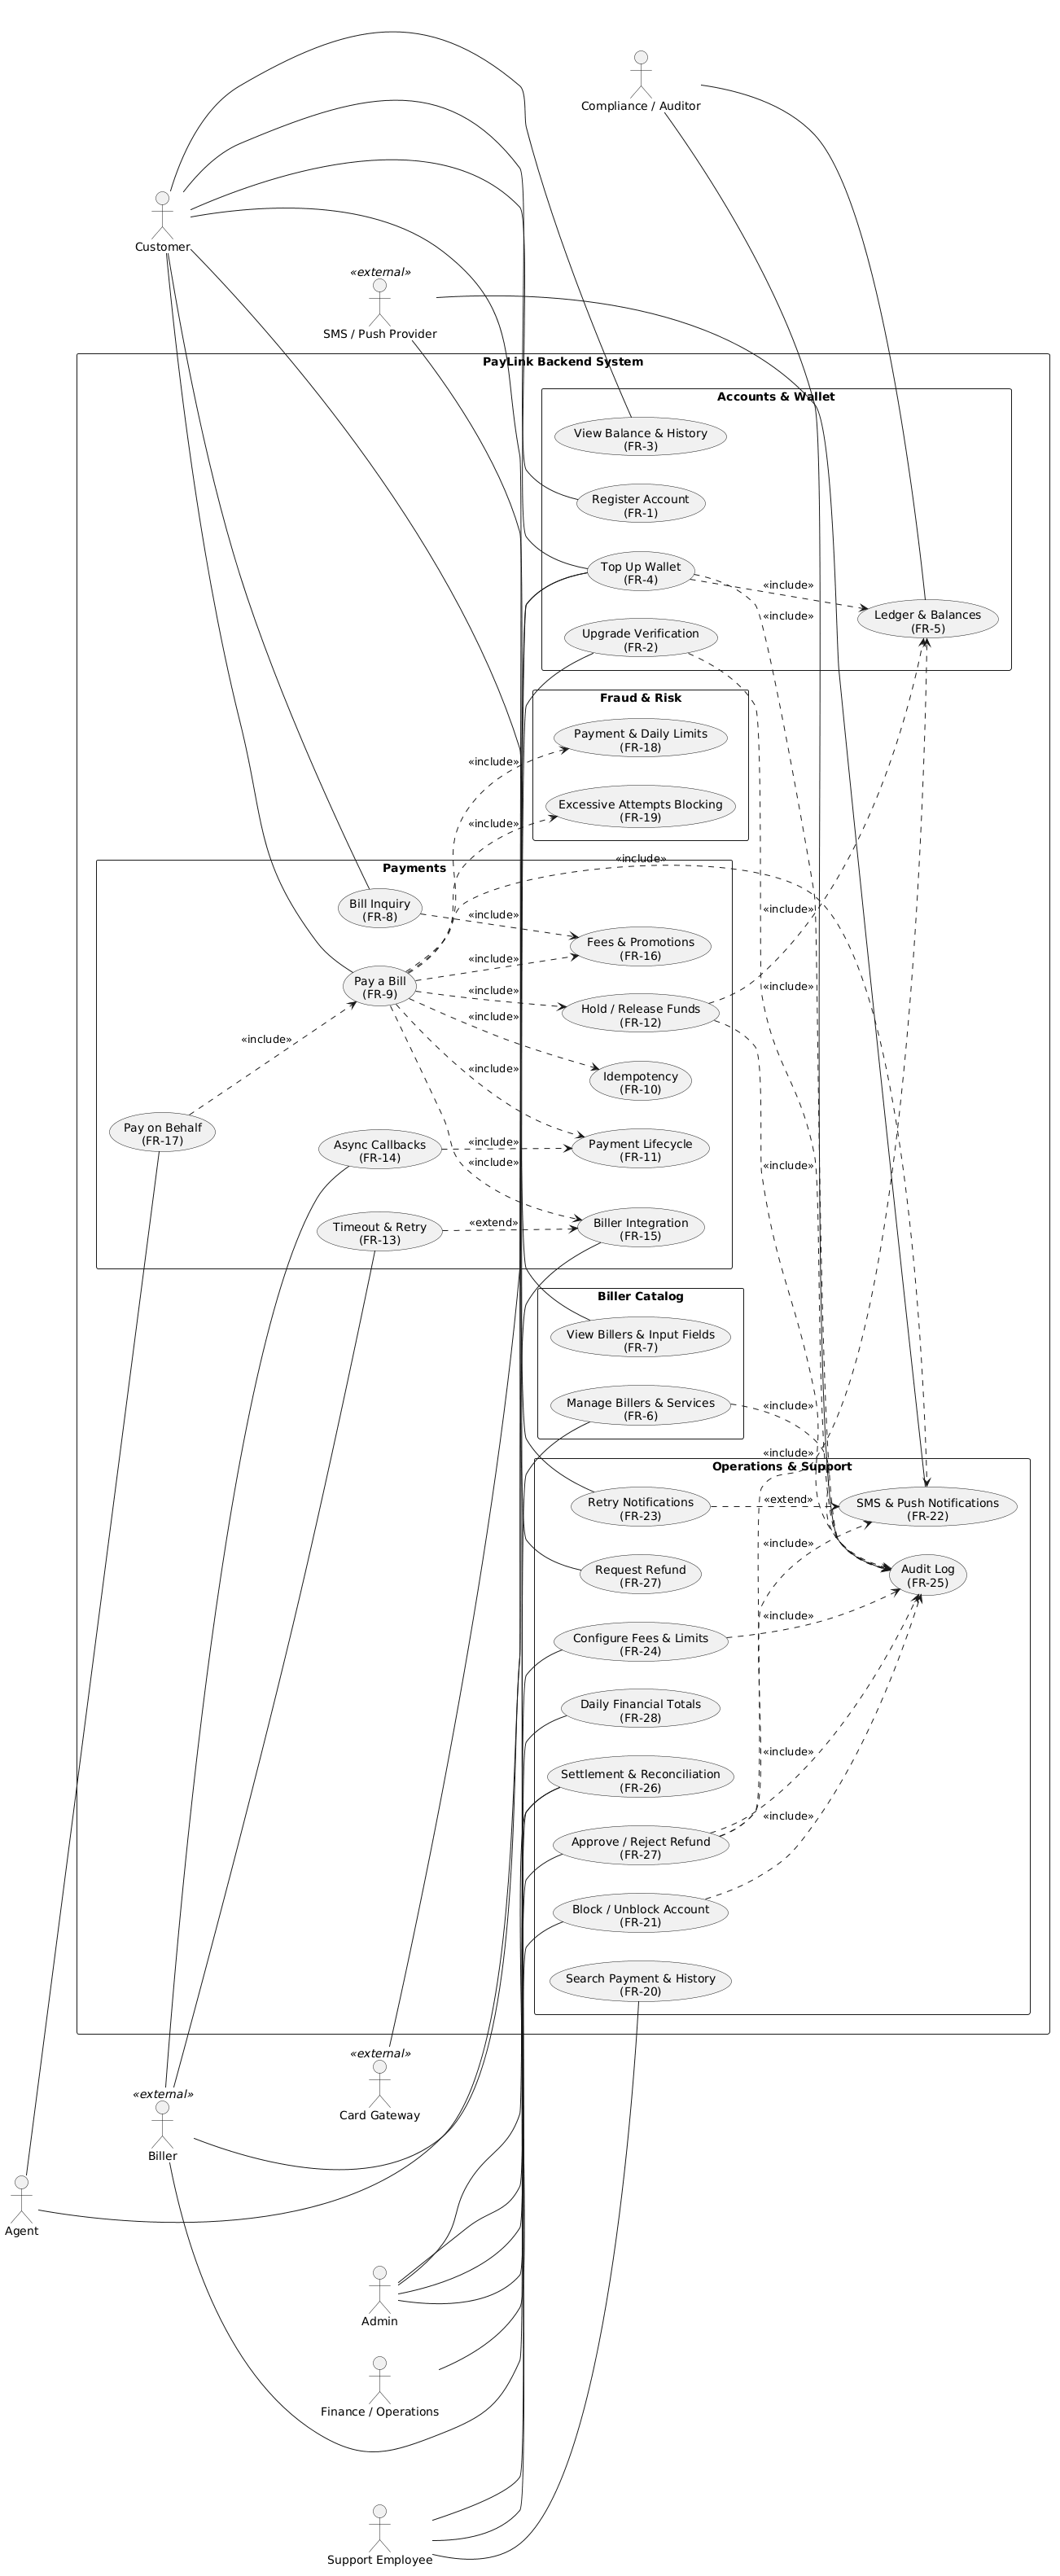 Compliance / Auditor
Customer
«external»
SMS / Push Provider
PayLink Backend System
Accounts & Wallet
View Balance & History
(FR-3)
Register Account
(FR-1)
Top Up Wallet
(FR-4)
«include»
«include»
Ledger & Balances
(FR-5)
Upgrade Verification
(FR-2)
Fraud & Risk
Payment & Daily Limits
(FR-18)
«include»
Excessive Attempts Blocking
(FR-19)
«include»
«include»
Payments
Bill Inquiry
(FR-8)
«include»
«include»
Fees & Promotions
(FR-16)
«include»
Pay a Bill
(FR-9)
«include»
«include»
Hold / Release Funds
(FR-12)
«include»
«include»
Idempotency
(FR-10)
«include»
Pay on Behalf
(FR-17)
Async Callbacks
(FR-14)
«include»
Payment Lifecycle
(FR-11)
«include»
«include»
Timeout & Retry
(FR-13)
«extend»
Biller Integration
(FR-15)
Biller Catalog
View Billers & Input Fields
(FR-7)
Manage Billers & Services
(FR-6)
«include»
«include»
Operations & Support
Retry Notifications
(FR-23)
«extend»
SMS & Push Notifications
(FR-22)
«include»
Request Refund
(FR-27)
Audit Log
(FR-25)
«include»
Configure Fees & Limits
(FR-24)
Daily Financial Totals
(FR-28)
«include»
Settlement & Reconciliation
(FR-26)
«include»
Approve / Reject Refund
(FR-27)
Block / Unblock Account
(FR-21)
Search Payment & History
(FR-20)
«external»
Card Gateway
«external»
Biller
Agent
Admin
Finance / Operations
Support Employee